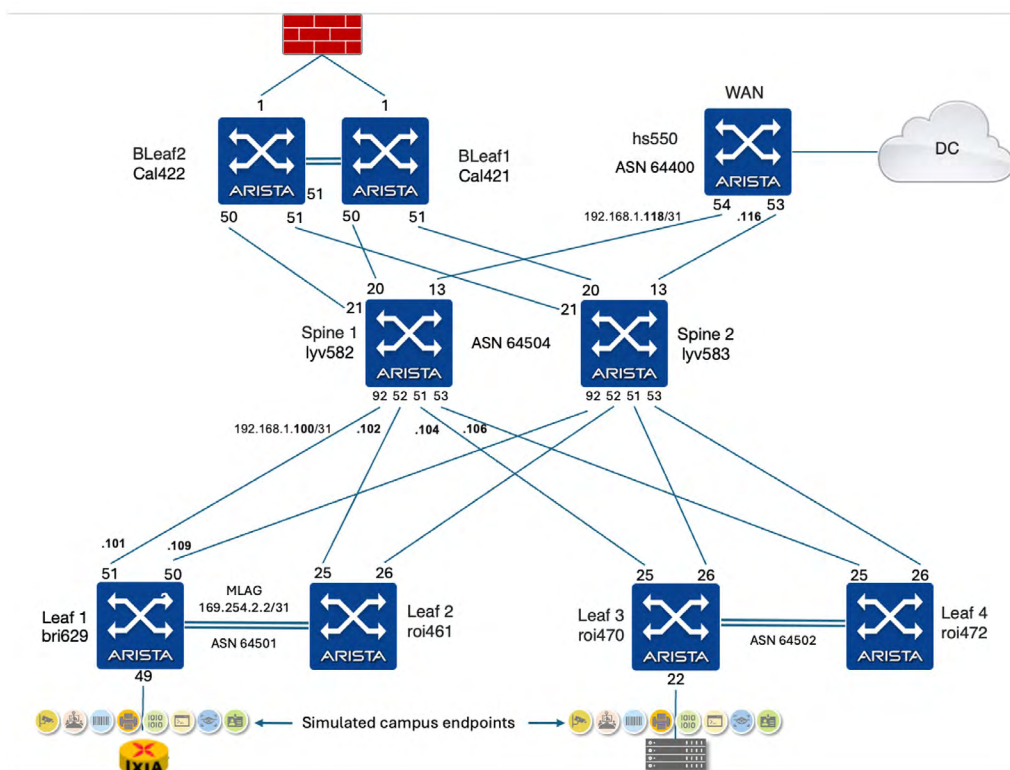 1
1
WAN
BLeaf2
Cal422
ARISTA
51
ARISTA
BLeaf1
Cal421
hs550
ASN 64400
ARISTA
DC
50
51
50
51
54
53
192.168.1.118/31
.116
20
13
20
13
21
21
Spine 1
lyv582
ARISTA
ASN 64504
ARISTA
Spine 2
lyv583
92 52 51 53
92 52 51 53
192.168.1.100/31
.102
.104
.106
.101
.109
51
50
25
26
25
26
25
26
Leaf 1
bri629
ARISTA
MLAG
169.254.2.2/31
ASN 64501
ARISTA
Leaf 2
roi461
Leaf 3
roi470
ARISTA
ASN 64502
ARISTA
Leaf 4
roi472
49
22
Simulated campus endpoints
IXIA